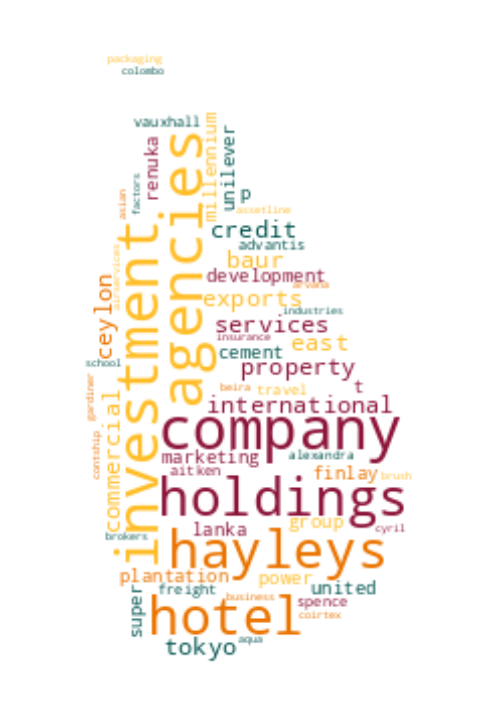 packaging
colombo
vauxhall
millennium
unilever
renuka
agencies
factors
asian
p
assetline
credit
advantis
investment
airservices
baur
development
arvana
ceylon
exports
industries
services
insurance
east
cement
school
property
gardiner
beira
travel
t
international
commercial
company
contship
marketing
alexandra
aitken
finlay
brush
holdings
group
lanka
cyril
brokers
hayleys
plantation
power
super
freight
united
business
spence
hotel
coirtex
tokyo
aqua